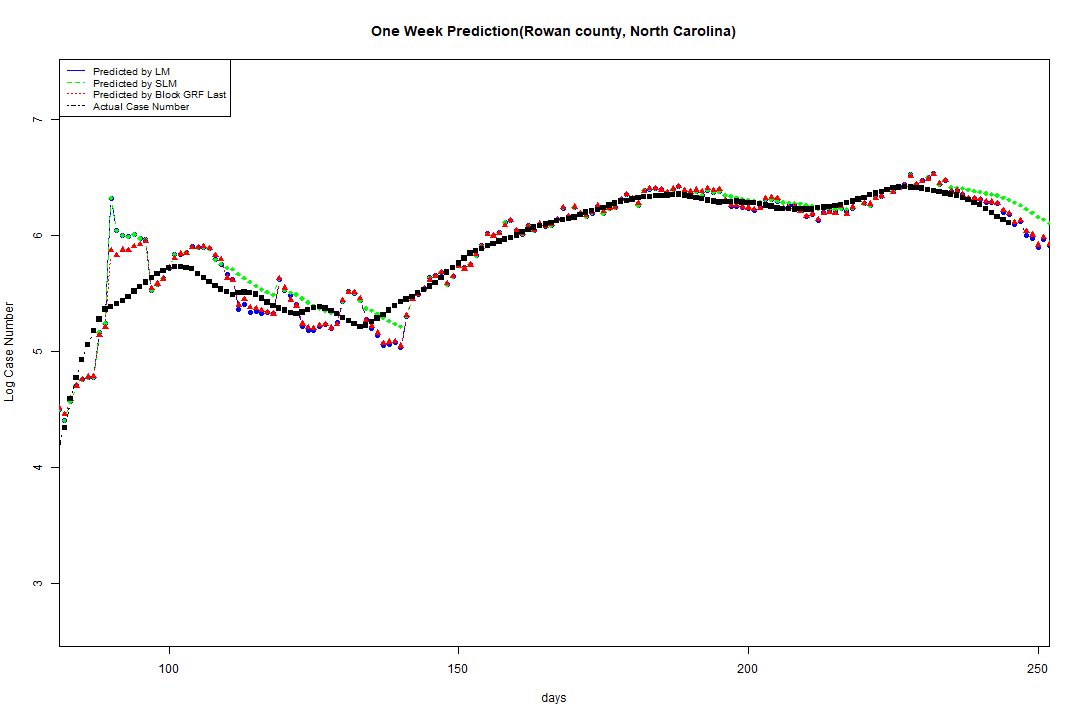 One Week Prediction(Rowan county, North Carolina)
Predicted by LM
Predicted by SLM
Predicted by Block GRF Last
Actual Case Number
7
6
5
4
3
Log Case Number
100
150
200
250
days